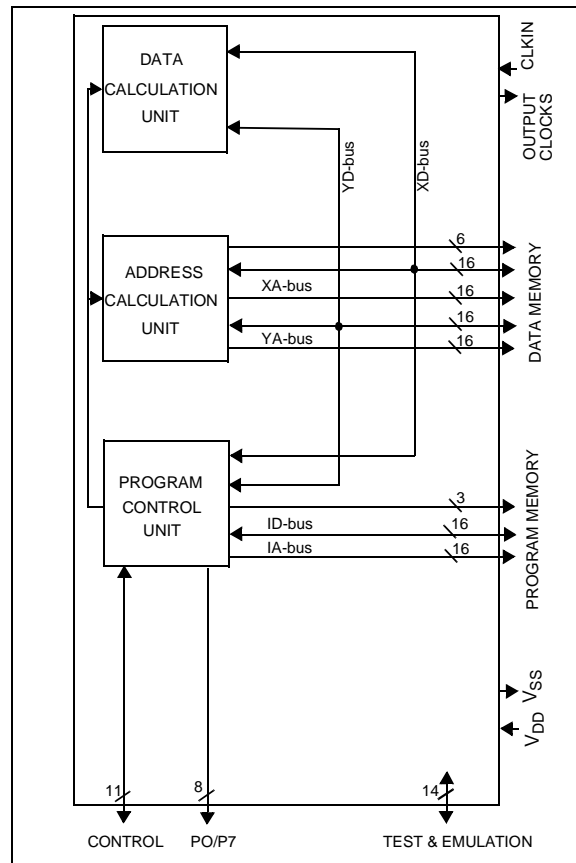 DATA
CALCULATION
UNIT
CLKIN
OUTPUT
CLOCKS
YD-bus
XD-bus
ADDRESS
CALCULATION
UNIT
6
16
XA-bus
16
16
YA-bus
16
DATA MEMORY
PROGRAM
CONTROL
UNIT
3
ID-bus
16
IA-bus
16
PROGRAM MEMORY
VSS
VDD
11
8
14
CONTROL
PO/P7
TEST & EMULATION